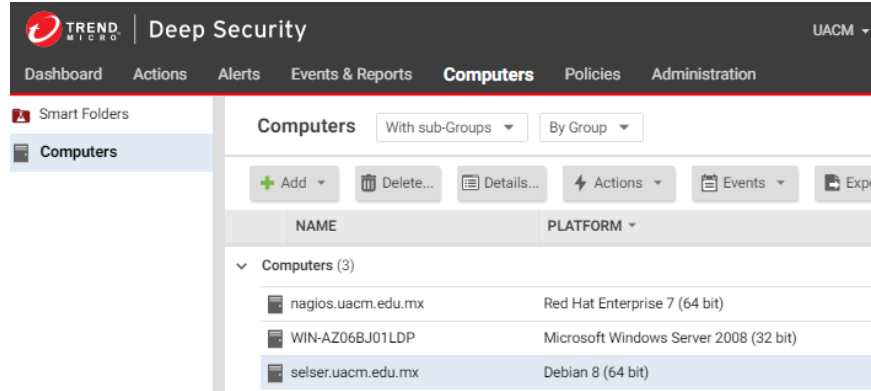 TREND MICRO Deep Security UACM
Dashboard Actions Alerts Events & Reports Computers Policies Administration
Smart Folders
Computers
Computers With sub-Groups By Group
Add Delete... Details... Actions Events Expo
NAME PLATFORM
Computers (3)
nagios.uacm.edu.mx Red Hat Enterprise 7 (64 bit)
WIN-AZ06BJ01LDP Microsoft Windows Server 2008 (32 bit)
selser.uacm.edu.mx Debian 8 (64 bit)